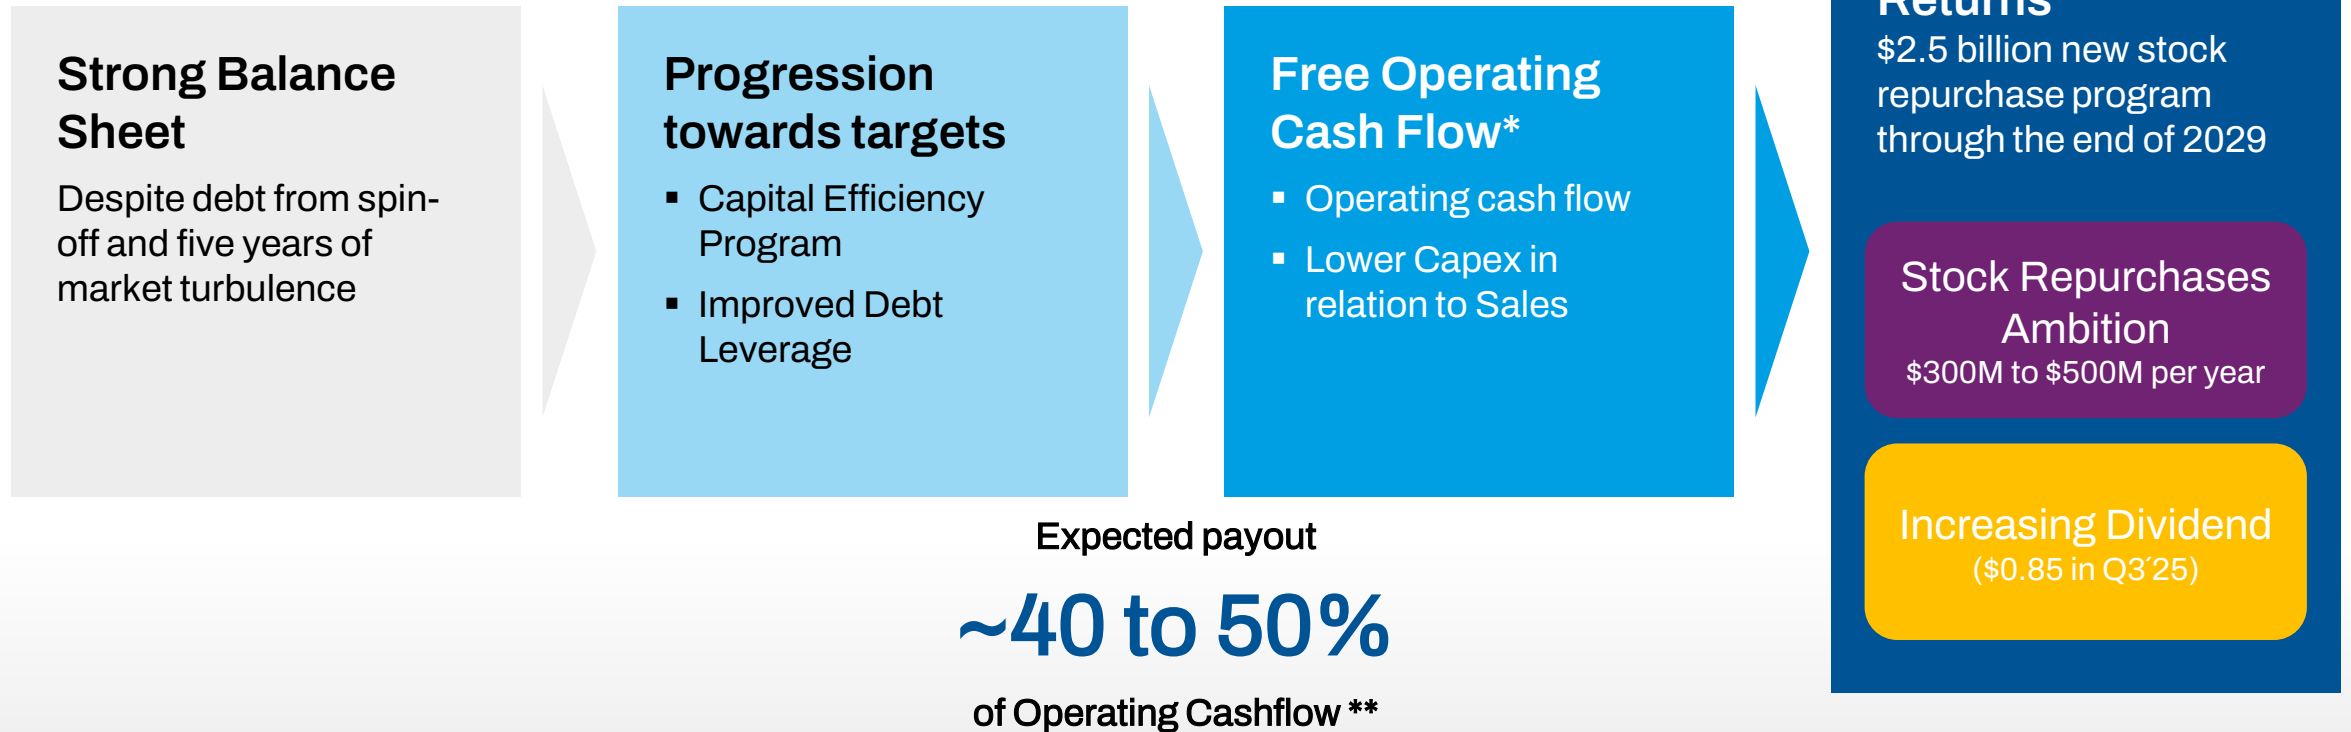 Strong Balance
Sheet
Despite debt from spin-
off and five years of
market turbulence
Progression
towards targets
▪ Capital Efficiency
Program
▪ Improved Debt
Leverage
Free Operating
Cash Flow*
▪ Operating cash flow
▪ Lower Capex in
relation to Sales
Returns
$2.5 billion new stock
repurchase program
through the end of 2029
Stock Repurchases
Ambition
$300M to $500M per year
Increasing Dividend
($0.85 in Q3´25)
Expected payout
~40 to 50%
of Operating Cashflow **